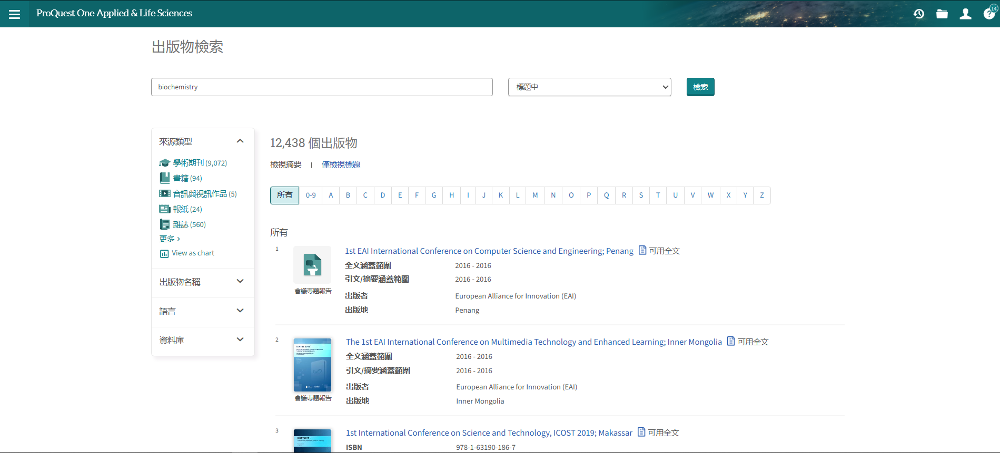 ProQuest One Applied & Life Sciences
14
出版物檢索
biochemistry
標題中
檢索
來源類型
學術期刊 (9,072)
書籍 (94)
音訊與視訊作品 (5)
報紙 (24)
雜誌 (560)
更多 ›
View as chart
出版物名稱
語言
資料庫
12,438 個出版物
檢視摘要 | 僅檢視標題
所有 0-9 A B C D E F G H I J K L M N O P Q R S T U V W X Y Z
所有
1
會議專題報告
1st EAI International Conference on Computer Science and Engineering; Penang 可用全文
全文涵蓋範圍 2016 - 2016
引文/摘要涵蓋範圍 2016 - 2016
出版者 European Alliance for Innovation (EAI)
出版地 Penang
2
ICMTEL 2016
會議專題報告
The 1st EAI International Conference on Multimedia Technology and Enhanced Learning; Inner Mongolia 可用全文
全文涵蓋範圍 2016 - 2016
引文/摘要涵蓋範圍 2016 - 2016
出版者 European Alliance for Innovation (EAI)
出版地 Inner Mongolia
3
ICOST 2019
1st International Conference on Science and Technology, ICOST 2019; Makassar 可用全文
ISBN 978-1-63190-186-7